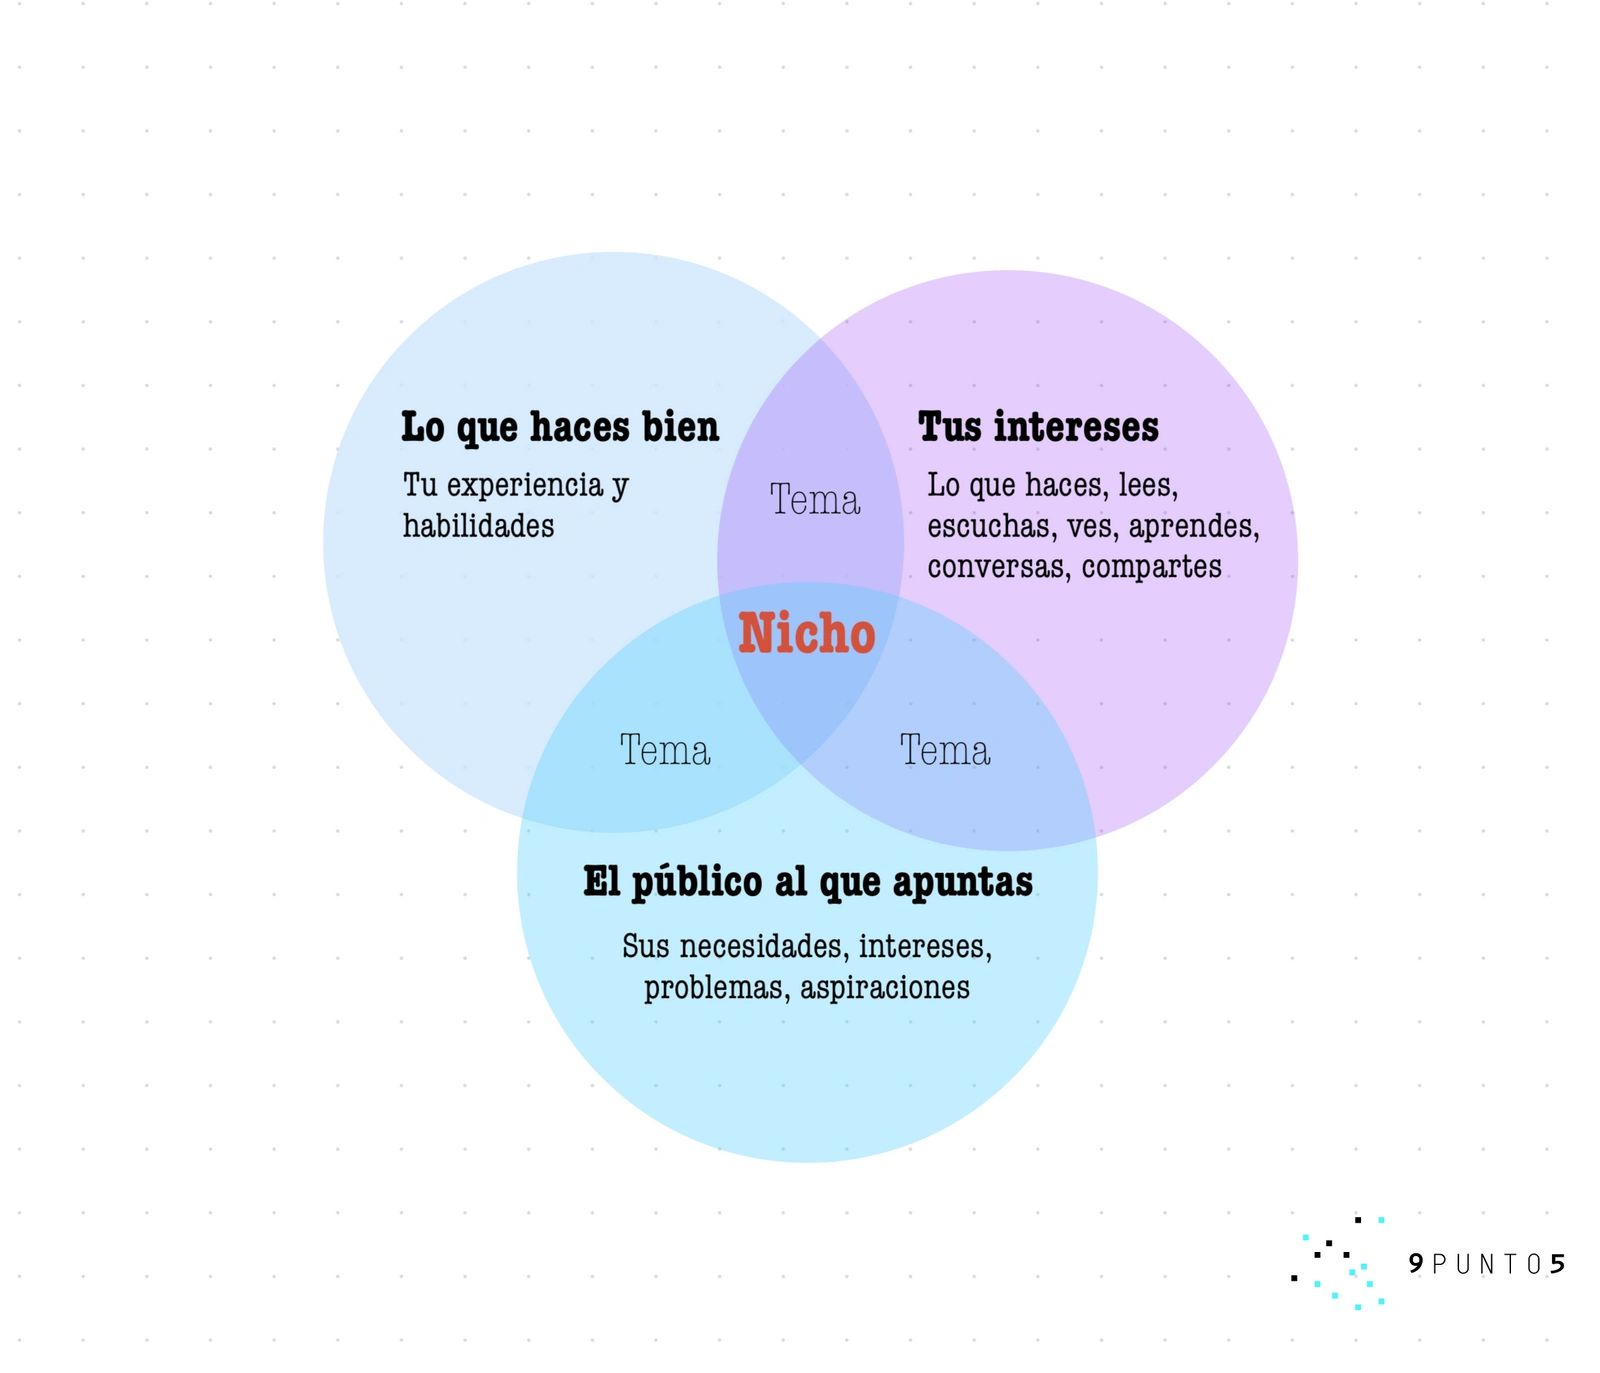 Lo que haces bien
Tu experiencia y
habilidades
Tus intereses
Lo que haces, lees,
escuchas, ves, aprendes,
conversas, compartes
Tema
Nicho
Tema
Tema
El público al que apuntas
Sus necesidades, intereses,
problemas, aspiraciones
9PUNTO5